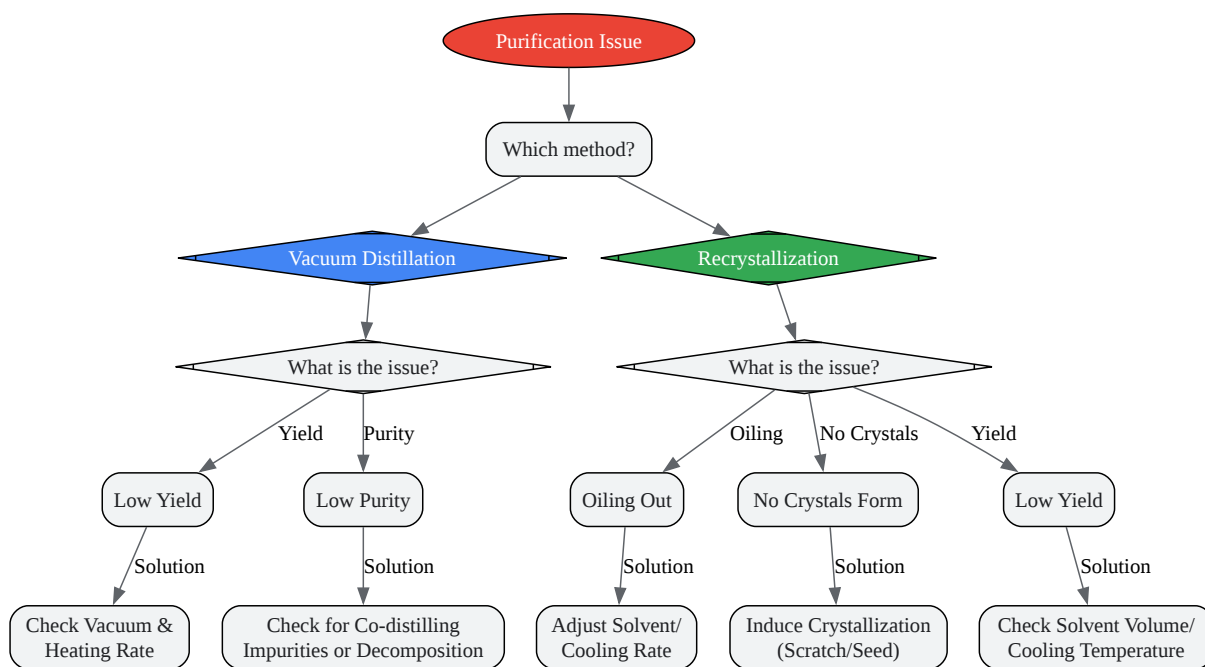 Purification Issue
Which method?
Vacuum Distillation
Recrystallization
What is the issue?
What is the issue?
Yield
Purity
Oiling
No Crystals
Yield
Low Yield
Low Purity
Oiling Out
No Crystals Form
Low Yield
Solution
Solution
Solution
Solution
Solution
Check Vacuum &
Heating Rate
Check for Co-distilling
Impurities or Decomposition
Adjust Solvent/
Cooling Rate
Induce Crystallization
(Scratch/Seed)
Check Solvent Volume/
Cooling Temperature